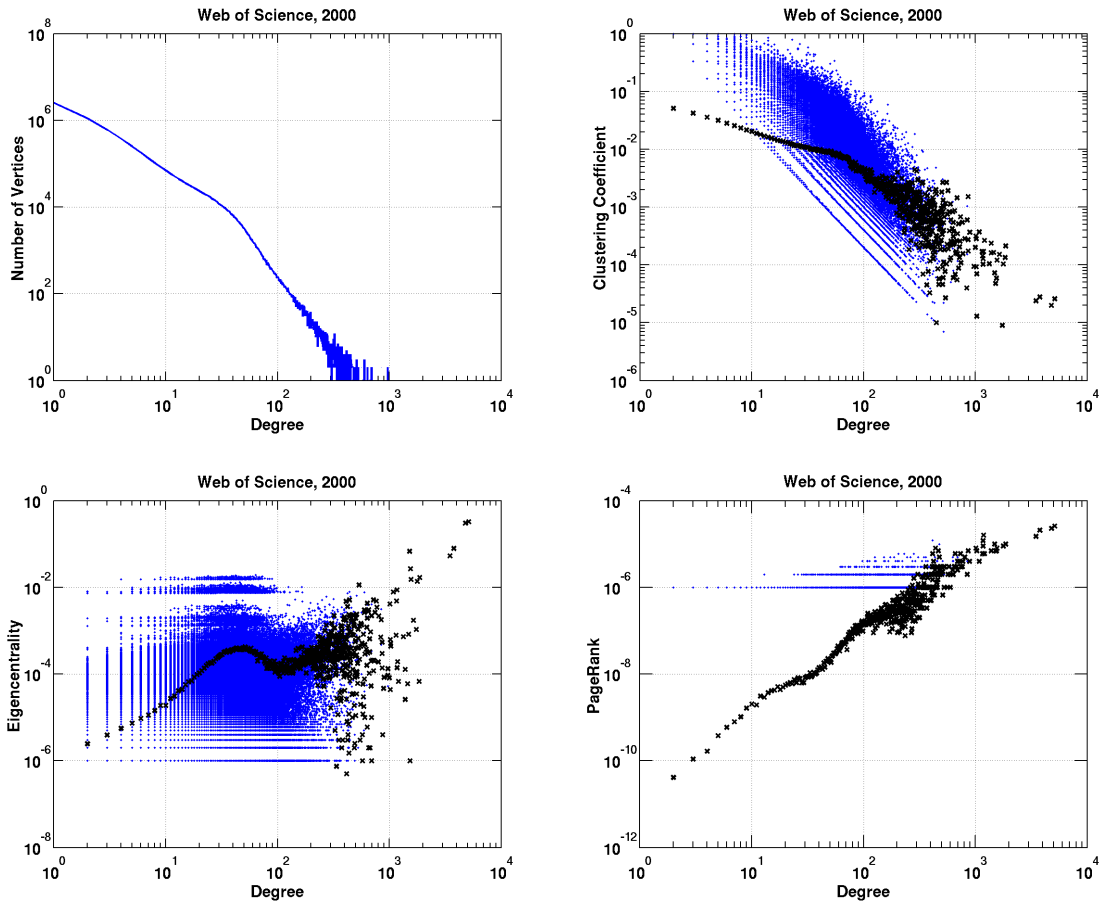 Web of Science, 2000
Number of Vertices
10^8
10^6
10^4
10^2
10^0
10^0 10^1 10^2 10^3 10^4
Degree
Web of Science, 2000
Clustering Coefficient
10^0
10^-1
10^-2
10^-3
10^-4
10^-5
10^-6
10^0 10^1 10^2 10^3 10^4
Degree
Web of Science, 2000
Eigencentrality
10^0
10^-2
10^-4
10^-6
10^-8
10^0 10^1 10^2 10^3 10^4
Degree
Web of Science, 2000
PageRank
10^-4
10^-6
10^-8
10^-10
10^-12
10^0 10^1 10^2 10^3 10^4
Degree